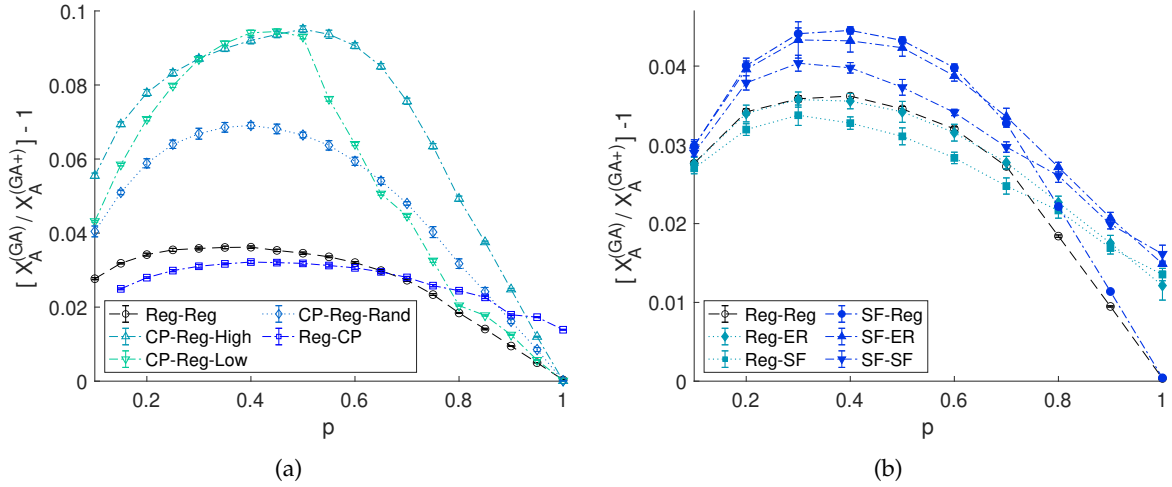 [ X_A^(GA) / X_A^(GA+) ] - 1
0.1
0.08
0.06
0.04
0.02
0
Reg-Reg
CP-Reg-High
CP-Reg-Low
CP-Reg-Rand
Reg-CP
0.2 0.4 0.6 0.8 1
p
(a)
[ X_A^(GA) / X_A^(GA+) ] -1
0.04
0.03
0.02
0.01
0
Reg-Reg
Reg-ER
Reg-SF
SF-Reg
SF-ER
SF-SF
0.2 0.4 0.6 0.8 1
p
(b)